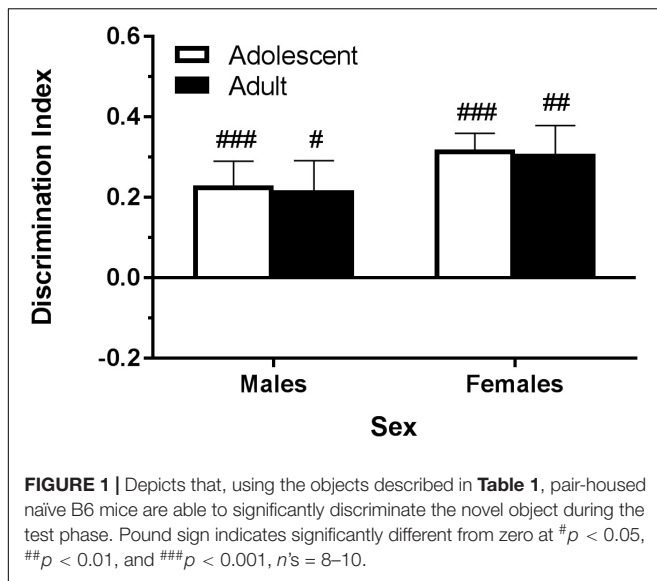 0.6
Adolescent
Adult
### # ### ##
0.4
0.2
0.0
-0.2
Discrimination Index
Males Females
Sex
FIGURE 1 | Depicts that, using the objects described in Table 1, pair-housed
naïve B6 mice are able to significantly discriminate the novel object during the
test phase. Pound sign indicates significantly different from zero at #p < 0.05,
##p < 0.01, and ###p < 0.001, n's = 8–10.